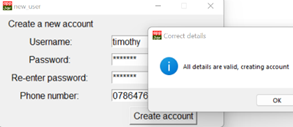 new user
Create a new account
Username: timothy
Password: *******
Re-enter password: *******
Phone number: 0786476
Create account
Correct details
All details are valid, creating account
OK